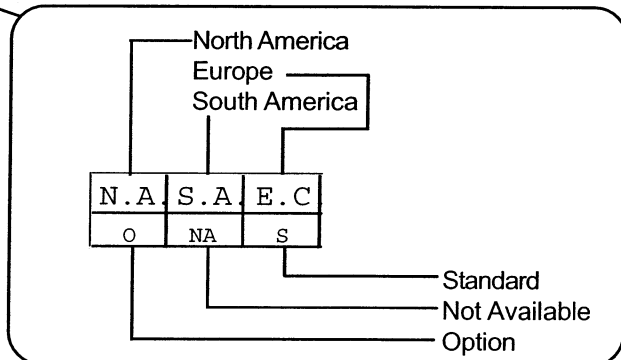 North America
Europe
South America
N.A. S.A. E.C
O NA S
Standard
Not Available
Option